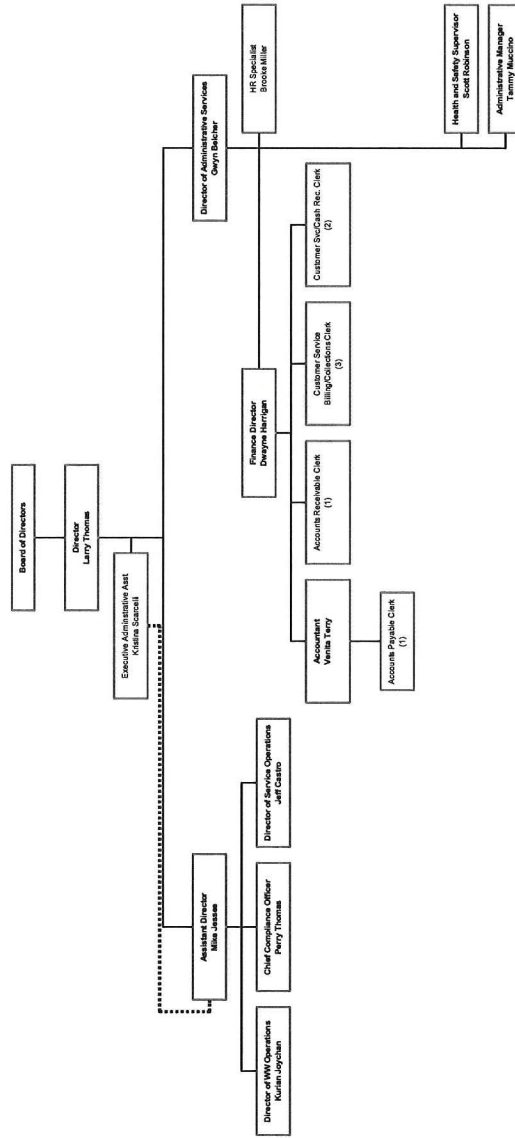 Board of Directors
Director
Larry Thomas
Executive Adminstrative Asst
Kristina Scarcelli
Assistant Director
Mike Jesses
Director of Administrative Services
Gwyn Belcher
Director of WW Operations
Kurian Joychan
Chief Compliance Officer
Perry Thomas
Director of Service Operations
Jeff Castro
Finance Director
Dwayne Harrigan
HR Specialist
Brooke Miller
Accountant
Venita Terry
Accounts Receivable Clerk
(1)
Customer Service
Billing/Collections Clerk
(3)
Customer Svc/Cash Rec. Clerk
(2)
Accounts Payable Clerk
(1)
Health and Safety Supervisor
Scott Robinson
Administrative Manager
Tammy Muccino